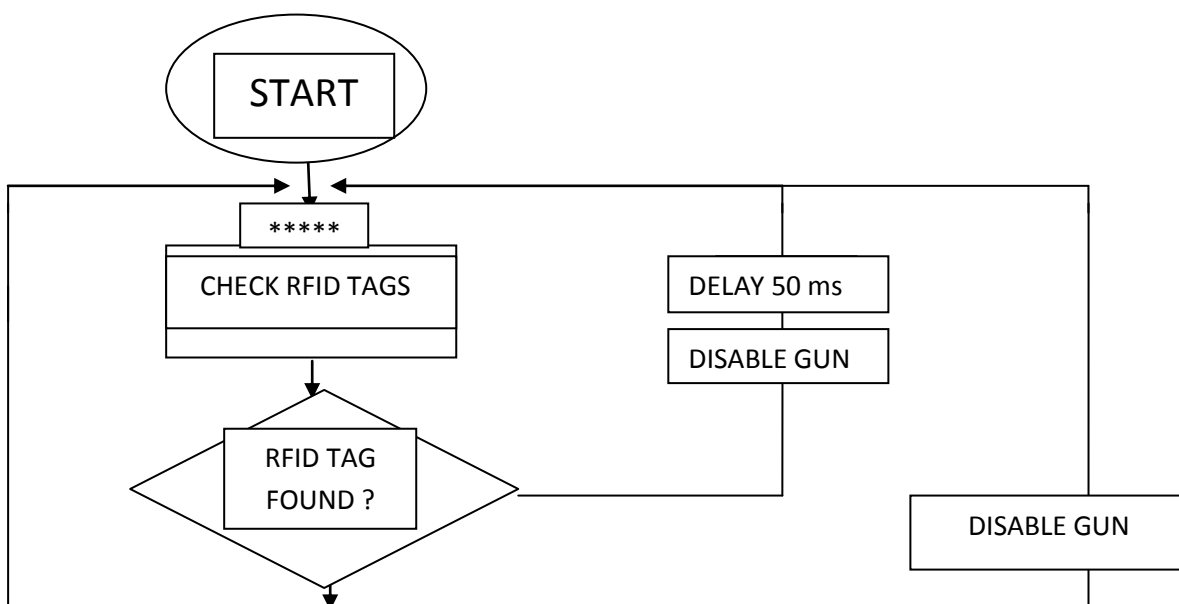 START
*****
CHECK RFID TAGS
DELAY 50 ms
DISABLE GUN
RFID TAG
FOUND ?
DISABLE GUN